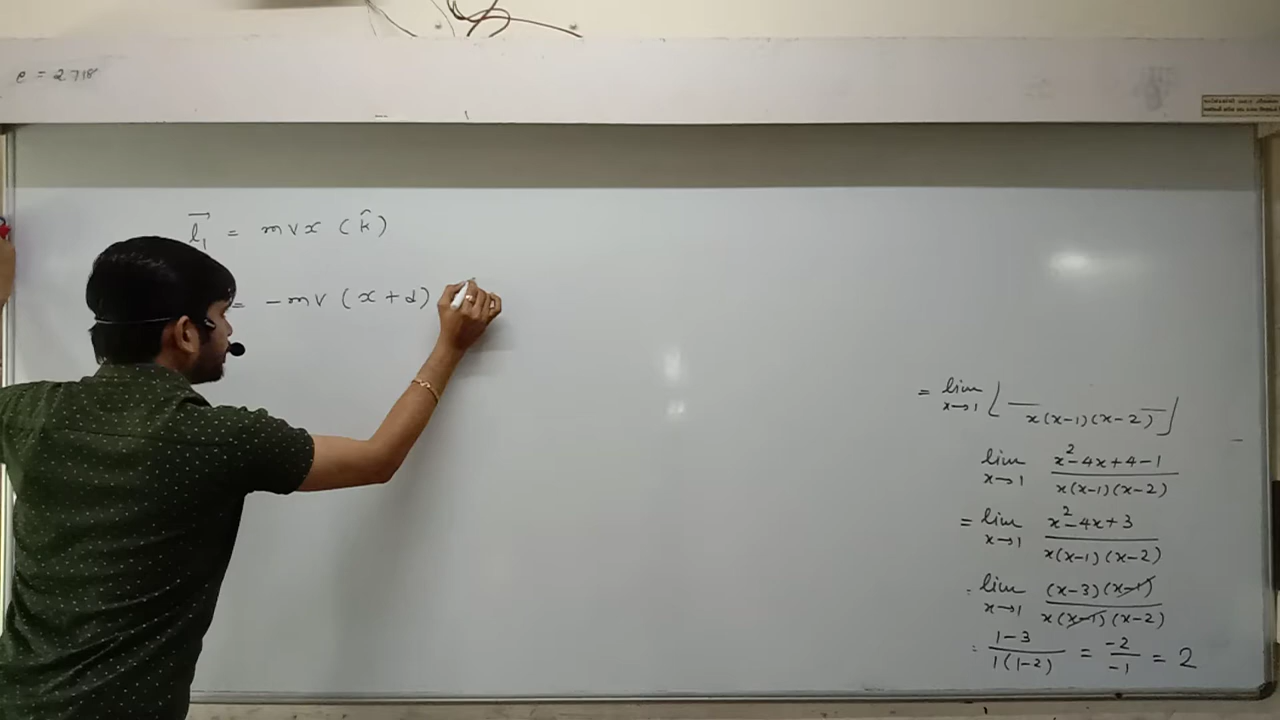 e = 2.718
l₁⃗ = mvx (k̂)
= -mv (x+d)
= lim x→1 [ — / x(x-1)(x-2) ]
lim x→1 x²-4x+4-1 / x(x-1)(x-2)
= lim x→1 x²-4x+3 / x(x-1)(x-2)
= lim x→1 (x-3)(x-1) / x(x-1)(x-2)
= 1-3 / 1(1-2) = -2 / -1 = 2